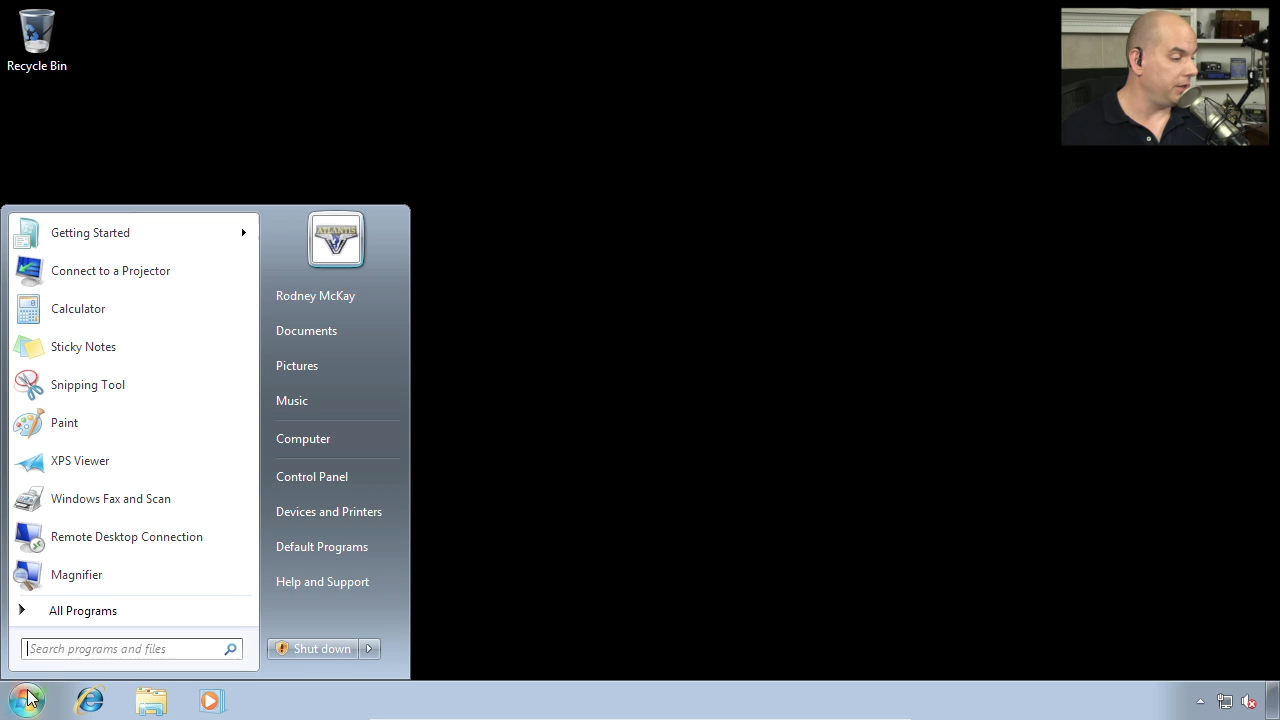 Recycle Bin
Getting Started
Connect to a Projector
Calculator
Sticky Notes
Snipping Tool
Paint
XPS Viewer
Windows Fax and Scan
Remote Desktop Connection
Magnifier
All Programs
Search programs and files
ATLANTIS
Rodney McKay
Documents
Pictures
Music
Computer
Control Panel
Devices and Printers
Default Programs
Help and Support
Shut down